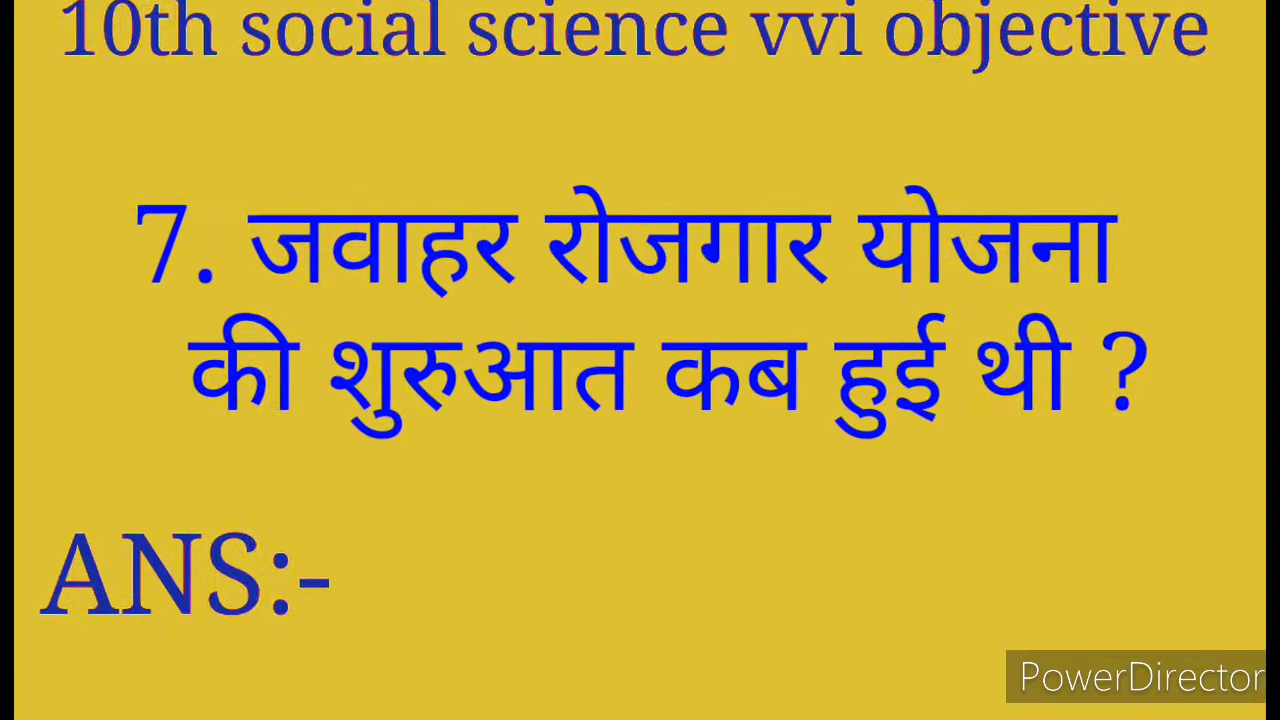 10th social science vvi objective
7. जवाहर रोजगार योजना
की शुरुआत कब हुई थी ?
ANS:-
PowerDirector